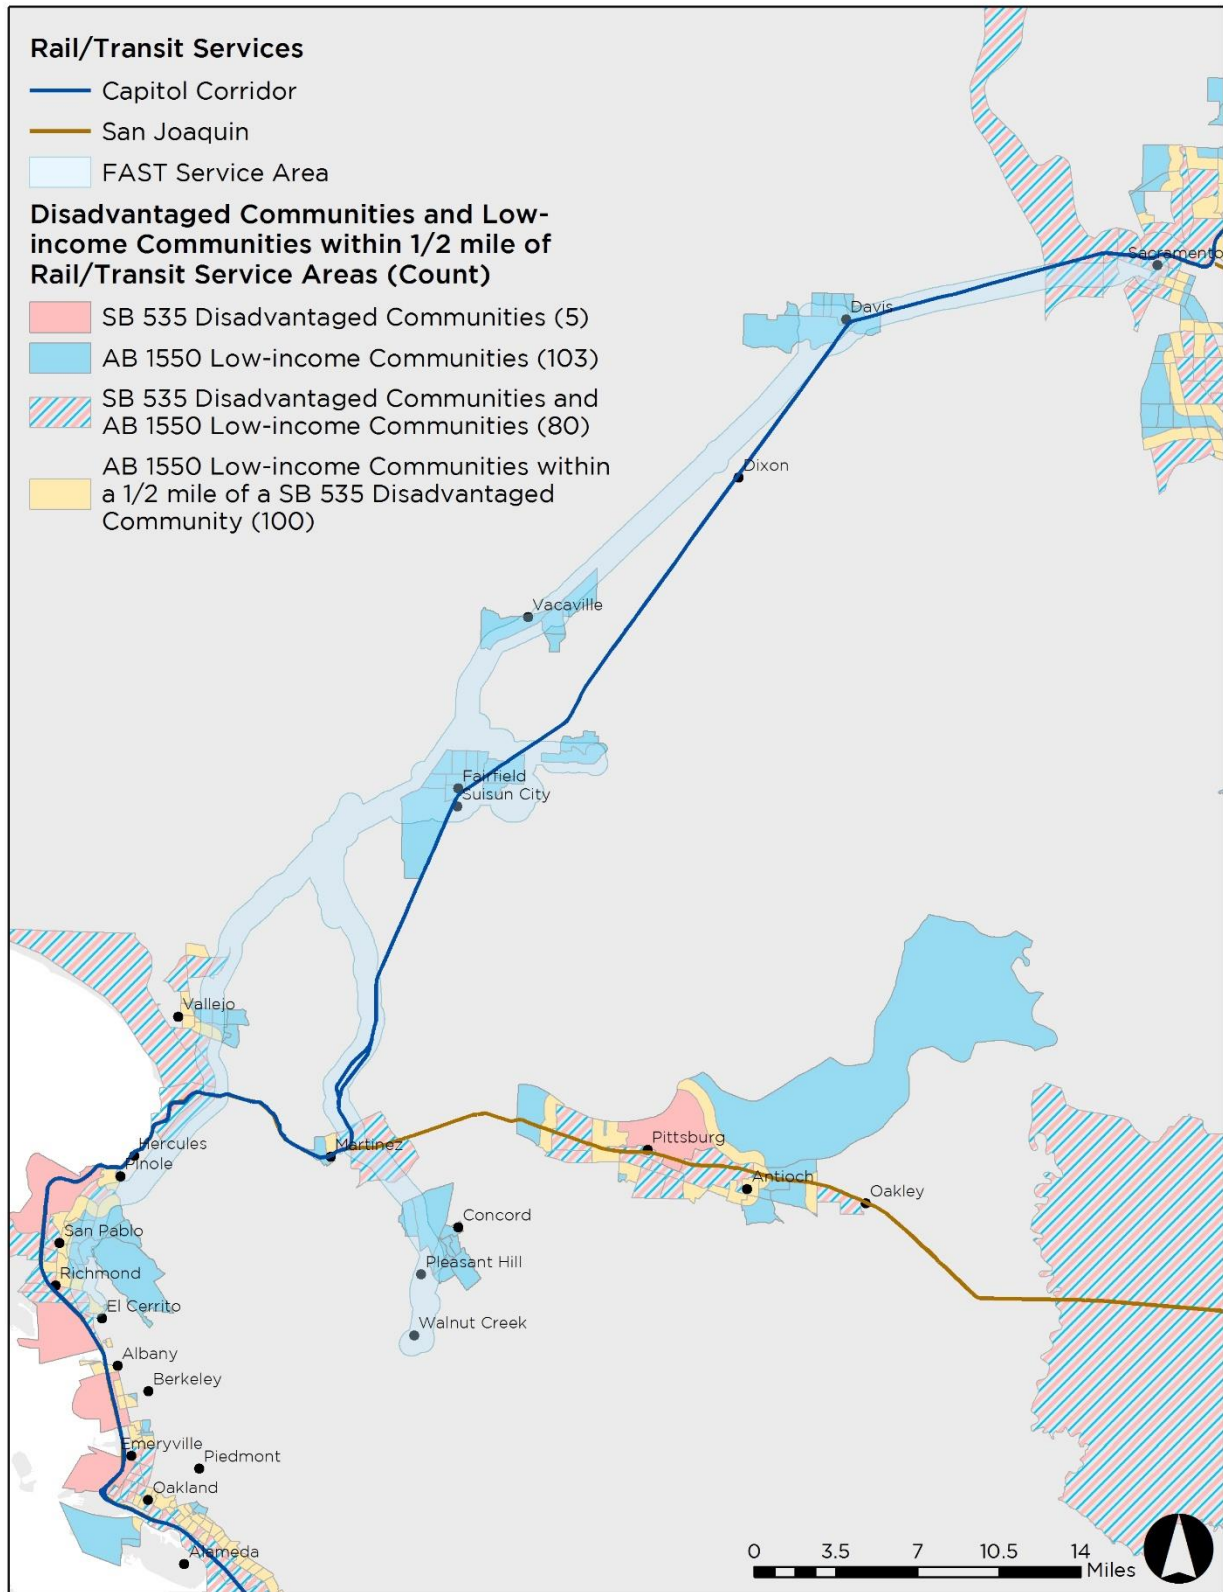 Rail/Transit Services
Capitol Corridor
San Joaquin
FAST Service Area
Disadvantaged Communities and Low-
income Communities within 1/2 mile of
Rail/Transit Service Areas (Count)
SB 535 Disadvantaged Communities (5)
AB 1550 Low-income Communities (103)
SB 535 Disadvantaged Communities and
AB 1550 Low-income Communities (80)
AB 1550 Low-income Communities within
a 1/2 mile of a SB 535 Disadvantaged
Community (100)
Sacramento
Davis
Dixon
Vacaville
Fairfield
Suisun City
Vallejo
Hercules
Martinez
Pittsburg
Pinole
Antioch
Oakley
San Pablo
Concord
Richmond
Pleasant Hill
El Cerrito
Walnut Creek
Albany
Berkeley
Emeryville
Piedmont
Oakland
Alameda
0 3.5 7 10.5 14
Miles